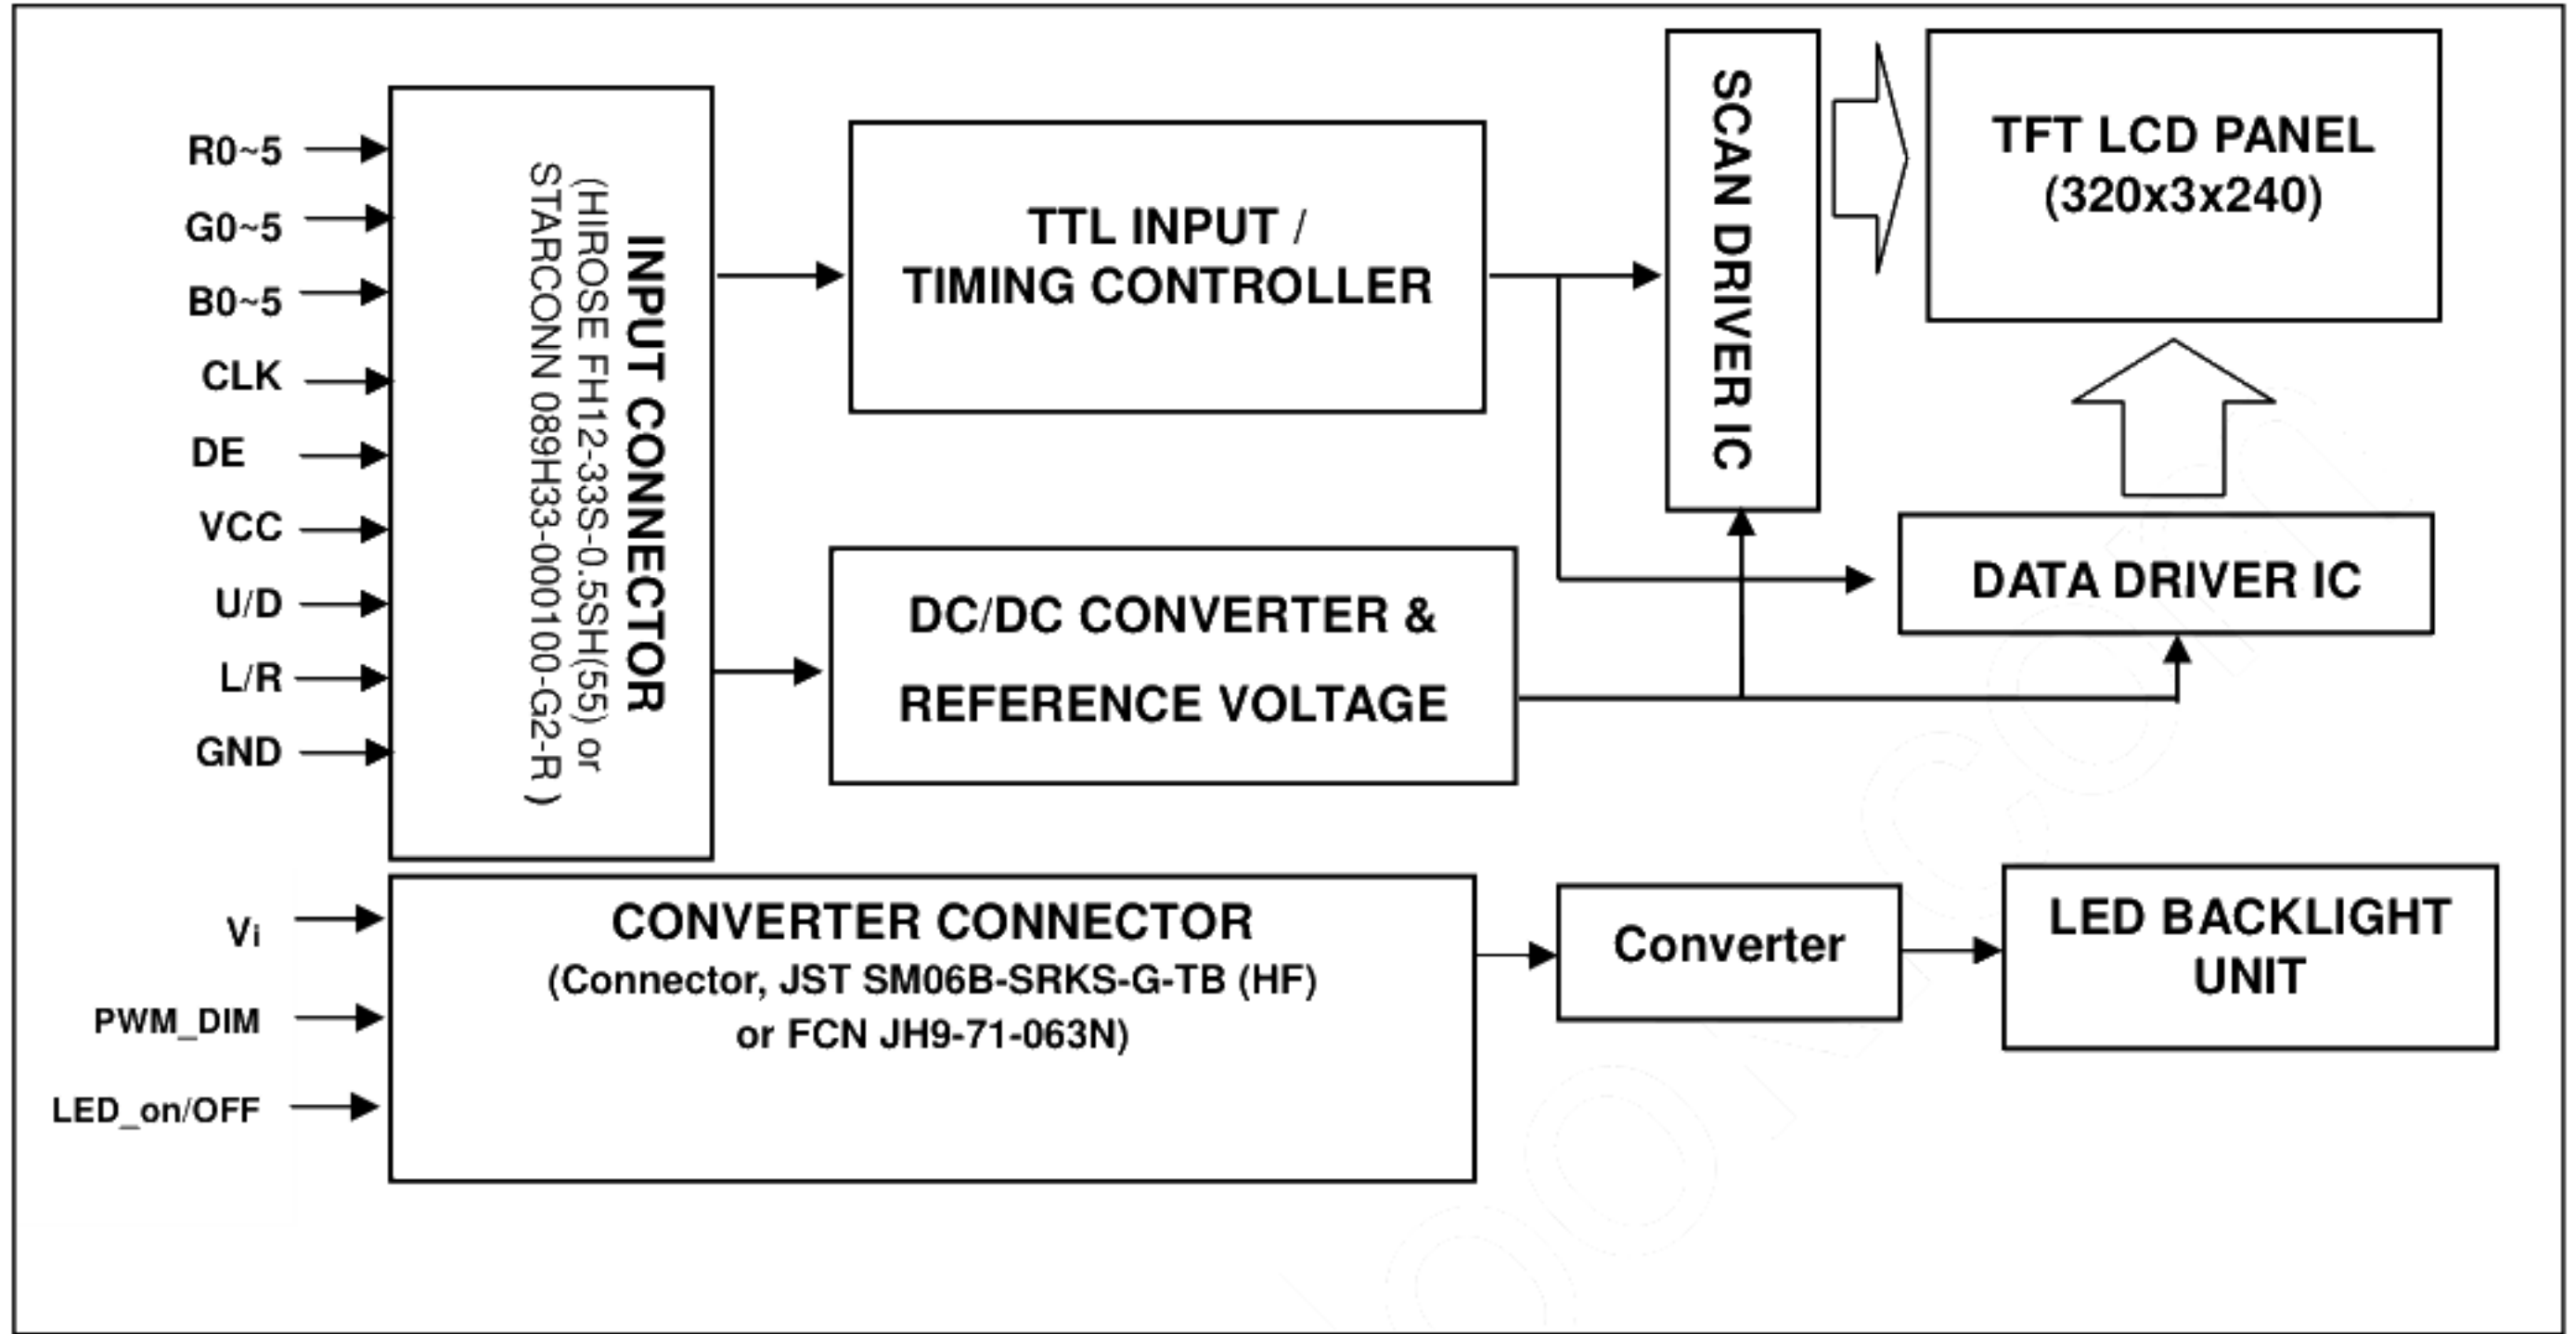 R0~5
G0~5
B0~5
CLK
DE
VCC
U/D
L/R
GND
INPUT CONNECTOR
(HIROSE FH12-33S-0.5SH(55) or
STARCONN 089H33-000100-G2-R )
TTL INPUT /
TIMING CONTROLLER
DC/DC CONVERTER &
REFERENCE VOLTAGE
SCAN DRIVER IC
TFT LCD PANEL
(320x3x240)
DATA DRIVER IC
Vi
PWM_DIM
LED_on/OFF
CONVERTER CONNECTOR
(Connector, JST SM06B-SRKS-G-TB (HF)
or FCN JH9-71-063N)
Converter
LED BACKLIGHT
UNIT